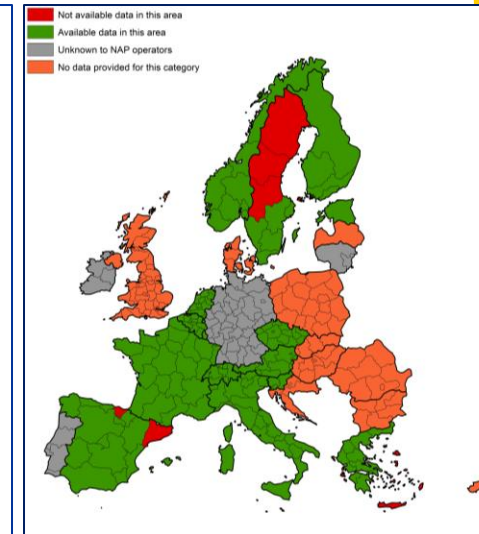 Not available data in this area
Available data in this area
Unknown to NAP operators
No data provided for this category